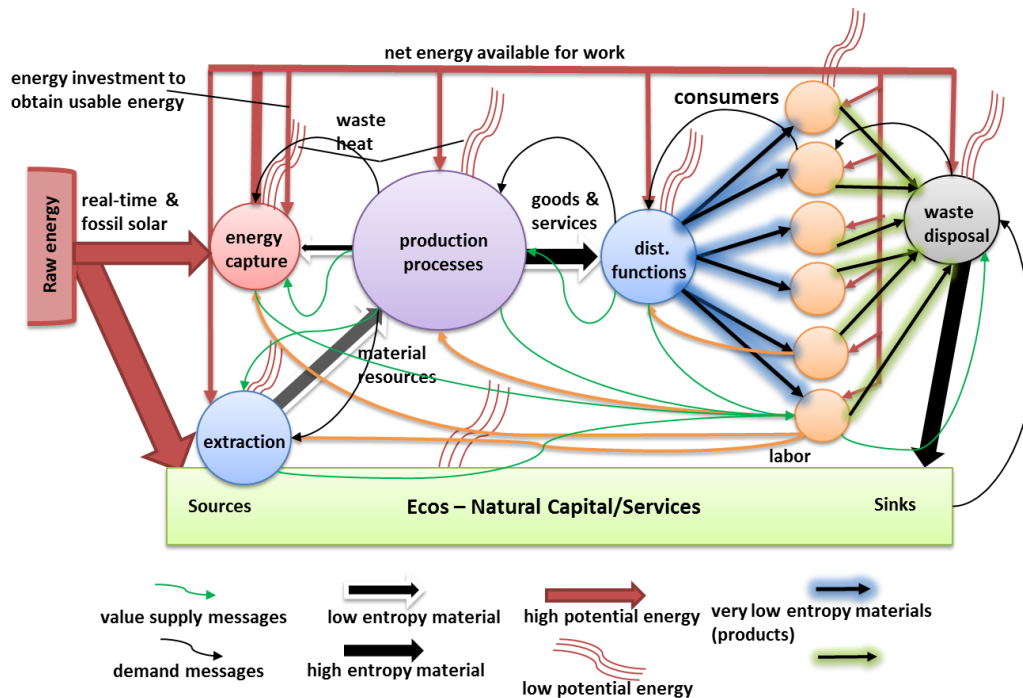 net energy available for work
energy investment to
obtain usable energy
consumers
waste
heat
Raw energy
real-time &
fossil solar
energy
capture
production
processes
goods &
services
dist.
functions
waste
disposal
material
resources
extraction
labor
Sources
Ecos – Natural Capital/Services
Sinks
value supply messages
low entropy material
high potential energy
very low entropy materials
(products)
demand messages
high entropy material
low potential energy